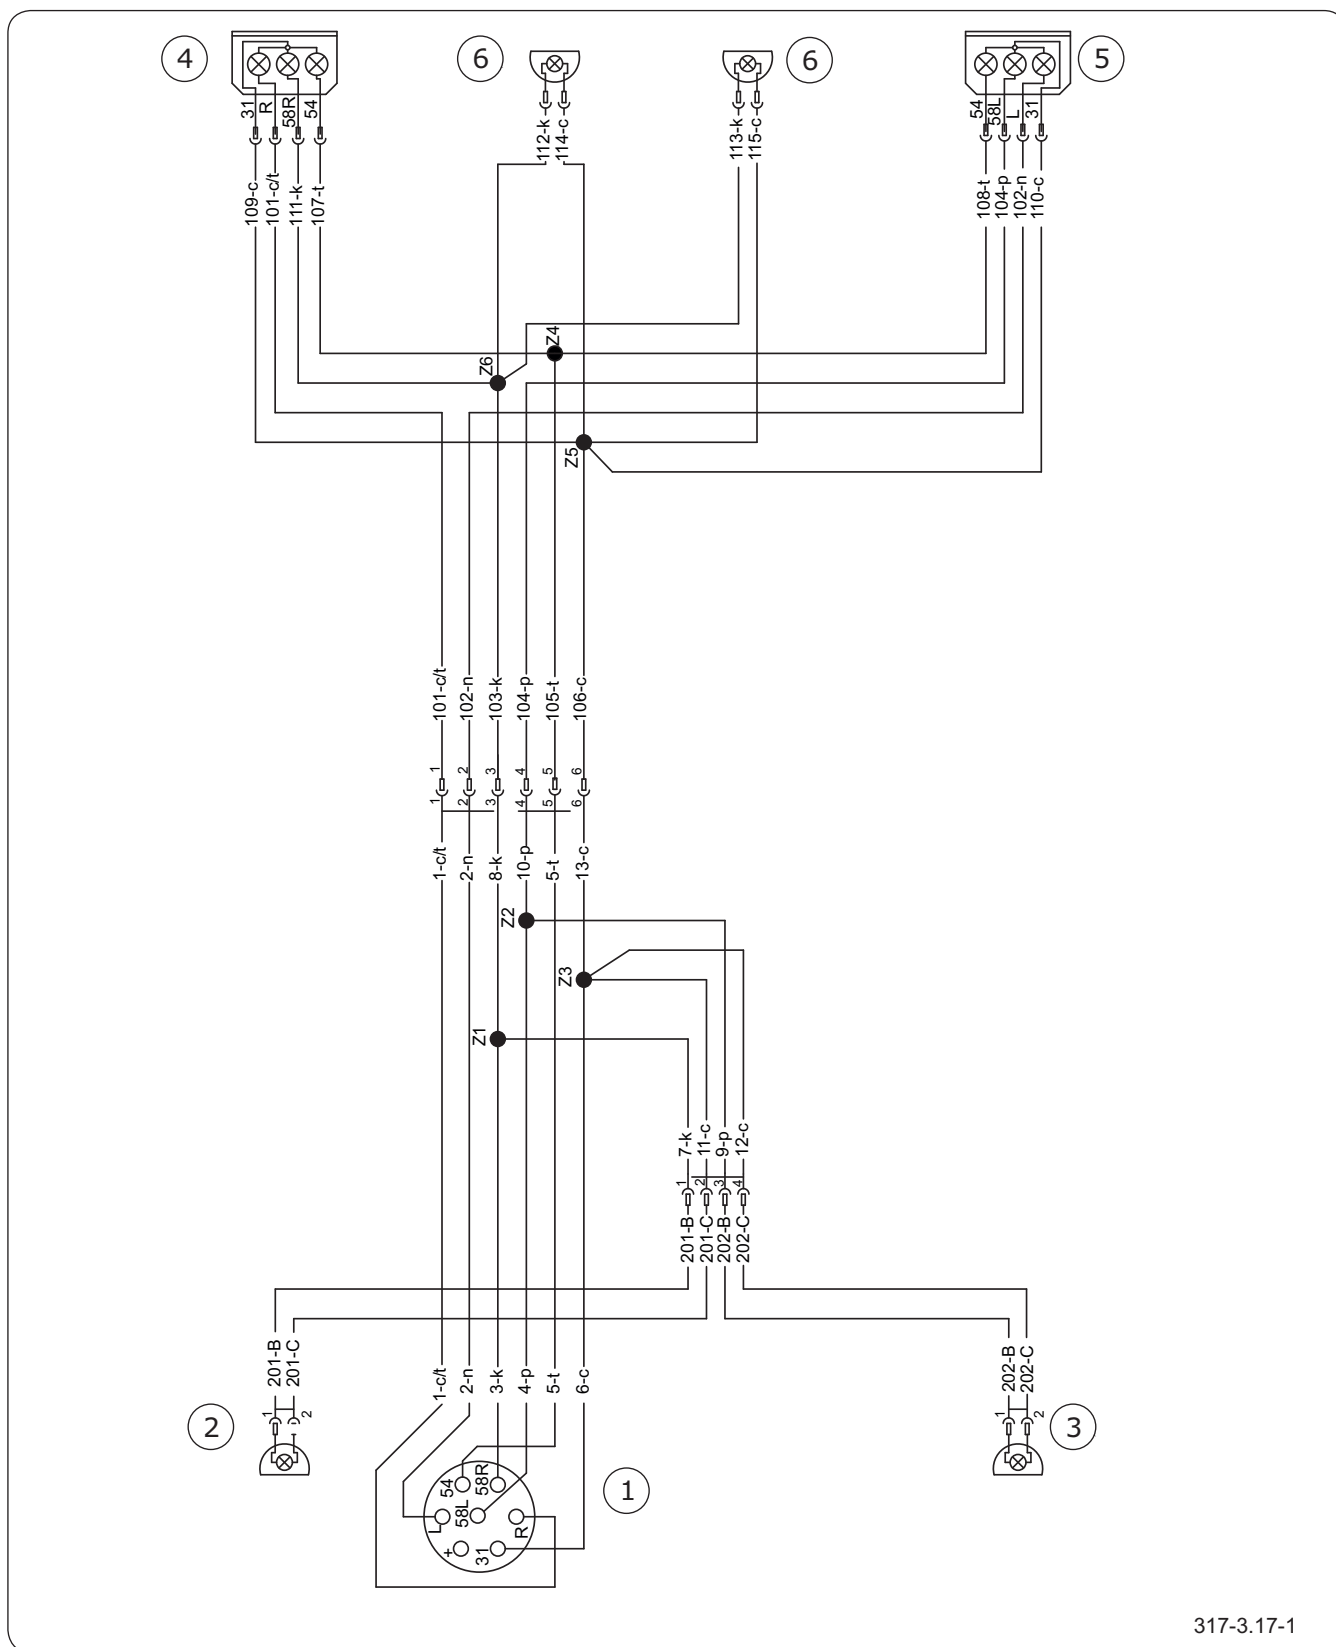 4
6
6
5
31
R
58R
54
54
58L
L
31
112-k
114-c
113-k
115-c
109-c
101-c/t
111-k
107-t
108-t
104-p
102-n
110-c
Z4
Z6
Z5
101-c/t
102-n
103-k
104-p
105-t
106-c
1
2
3
4
5
6
1
2
3
4
5
6
1-c/t
2-n
8-k
10-p
5-t
13-c
Z2
Z3
Z1
7-k
11-c
9-p
12-c
1
2
3
4
201-B
201-C
202-B
202-C
201-B
201-C
202-B
202-C
1-c/t
2-n
3-k
4-p
5-t
6-c
1
2
1
2
2
3
1
54
58R
58L
L
R
+
31
317-3.17-1